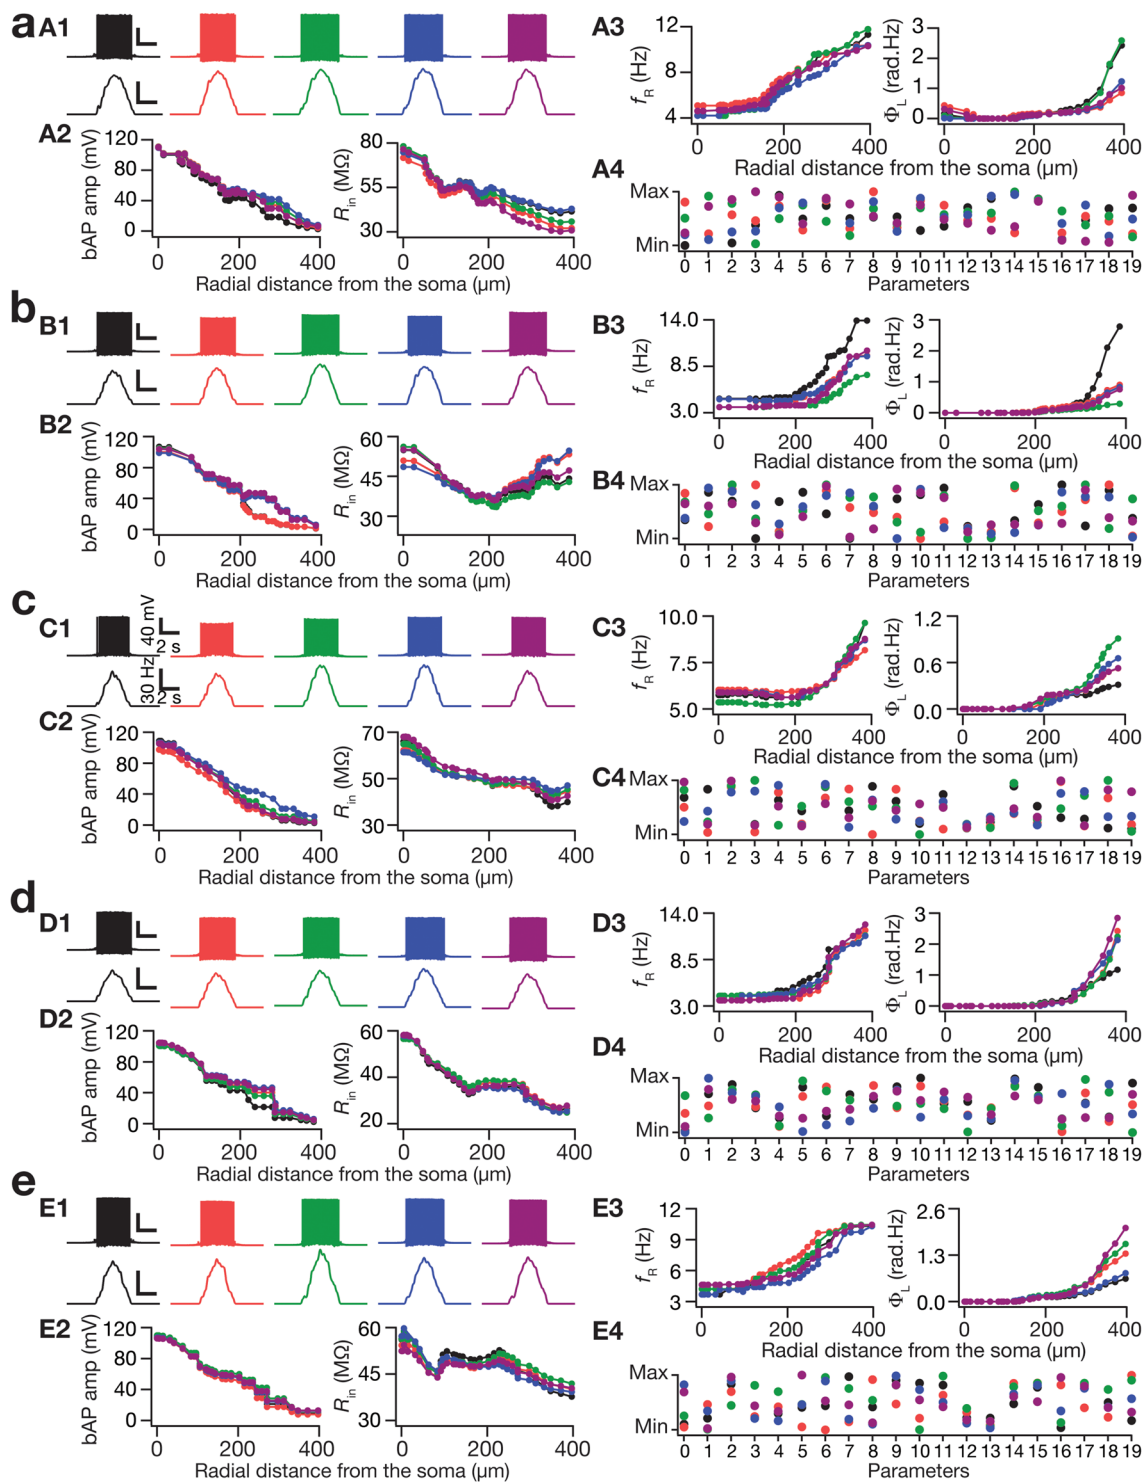 a
A1
A2
120
80
40
0
bAP amp (mV)
0 200 400
80
55
30
Rin (MΩ)
0 200 400
Radial distance from the soma (µm)
A3
12
8
4
fR (Hz)
0 200 400
3
2
1
0
ΦL (rad.Hz)
0 200 400
Radial distance from the soma (µm)
A4
Max
Min
0 1 2 3 4 5 6 7 8 9 10 11 12 13 14 15 16 17 18 19
Parameters
b
B1
B2
120
80
40
0
bAP amp (mV)
0 200 400
60
45
30
Rin (MΩ)
0 200 400
Radial distance from the soma (µm)
B3
14.0
8.5
3.0
fR (Hz)
0 200 400
3
2
1
0
ΦL (rad.Hz)
0 200 400
Radial distance from the soma (µm)
B4
Max
Min
0 1 2 3 4 5 6 7 8 9 10 11 12 13 14 15 16 17 18 19
Parameters
c
C1
40 mV
2 s
30 Hz
2 s
C2
120
80
40
0
bAP amp (mV)
0 200 400
70
50
30
Rin (MΩ)
0 200 400
Radial distance from the soma (µm)
C3
10.0
7.5
5.0
fR (Hz)
0 200 400
1.2
0.6
0.0
ΦL (rad.Hz)
0 200 400
Radial distance from the soma (µm)
C4
Max
Min
0 1 2 3 4 5 6 7 8 9 10 11 12 13 14 15 16 17 18 19
Parameters
d
D1
D2
120
80
40
0
bAP amp (mV)
0 200 400
60
40
20
Rin (MΩ)
0 200 400
Radial distance from the soma (µm)
D3
14.0
8.5
3.0
fR (Hz)
0 200 400
3
2
1
0
ΦL (rad.Hz)
0 200 400
Radial distance from the soma (µm)
D4
Max
Min
0 1 2 3 4 5 6 7 8 9 10 11 12 13 14 15 16 17 18 19
Parameters
e
E1
E2
120
80
40
0
bAP amp (mV)
0 200 400
60
45
30
Rin (MΩ)
0 200 400
Radial distance from the soma (µm)
E3
12
9
6
3
fR (Hz)
0 200 400
2.6
1.3
0.0
ΦL (rad.Hz)
0 200 400
Radial distance from the soma (µm)
E4
Max
Min
0 1 2 3 4 5 6 7 8 9 10 11 12 13 14 15 16 17 18 19
Parameters